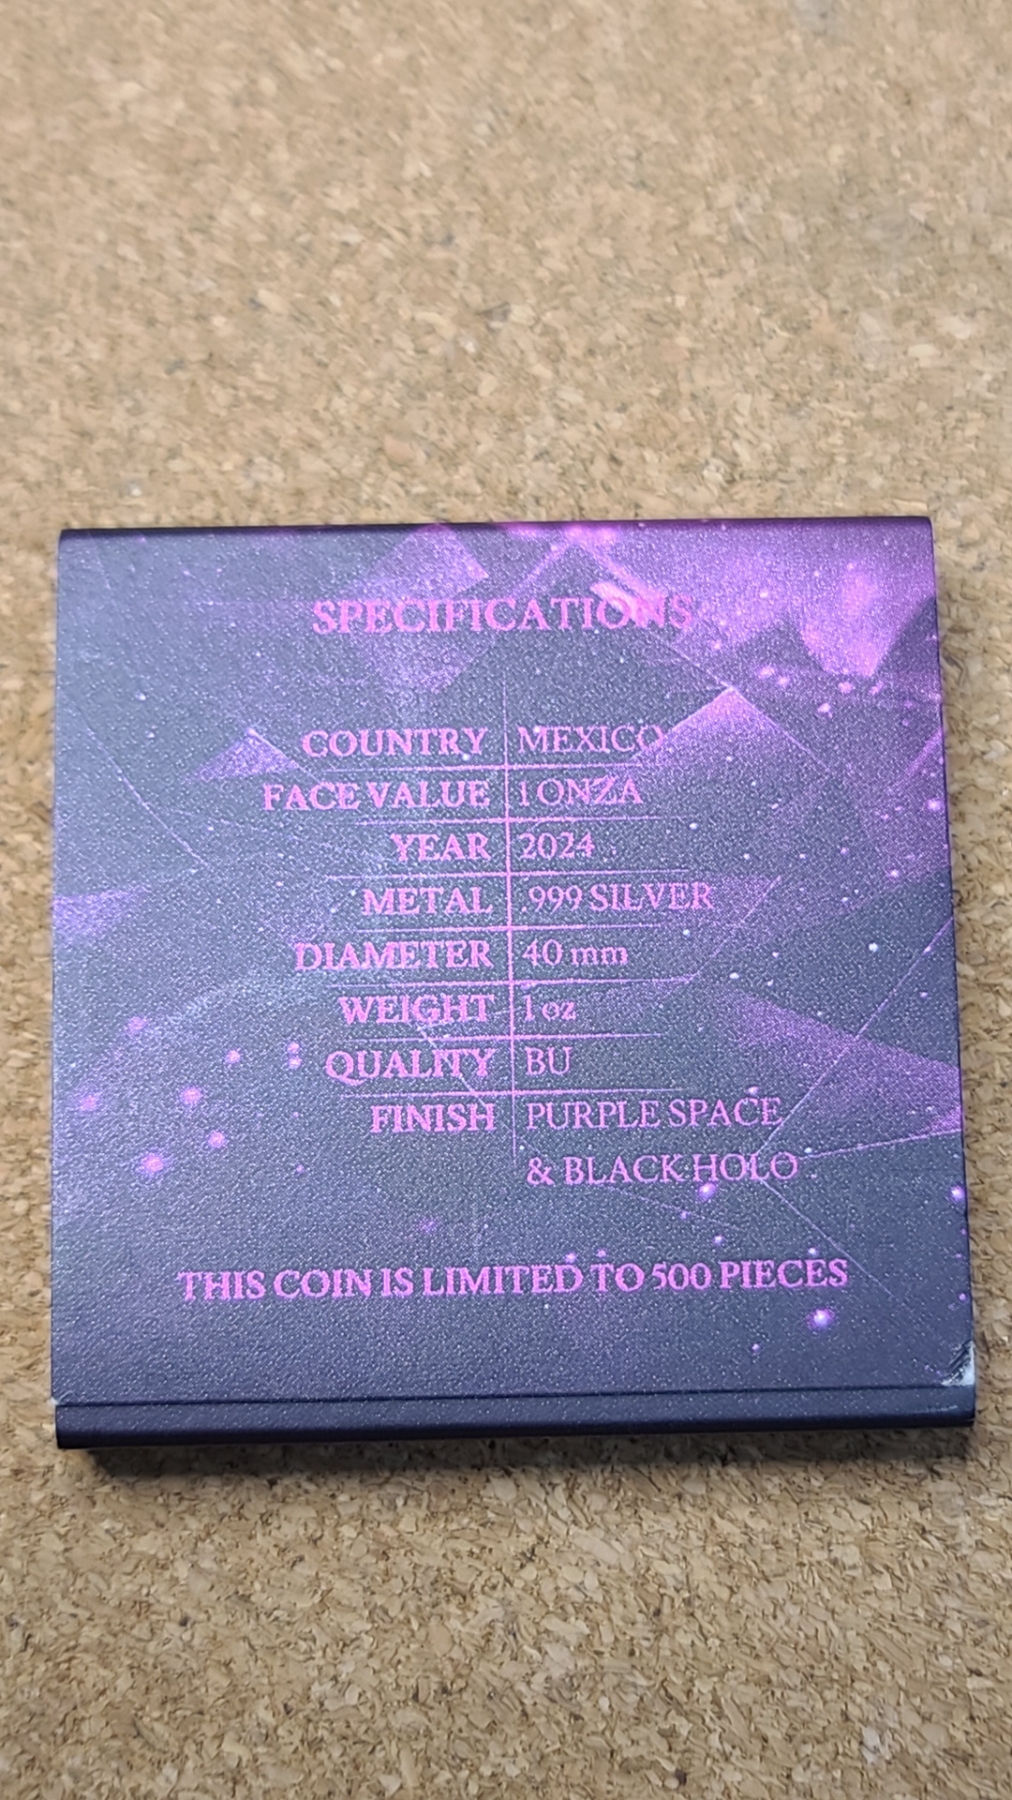 SPECIFICATIONS
COUNTRY MEXICO
FACE VALUE 1 ONZA
YEAR 2024
METAL .999 SILVER
DIAMETER 40 mm
WEIGHT 1 oz
QUALITY BU
FINISH PURPLE SPACE
& BLACK HOLO
THIS COIN IS LIMITED TO 500 PIECES